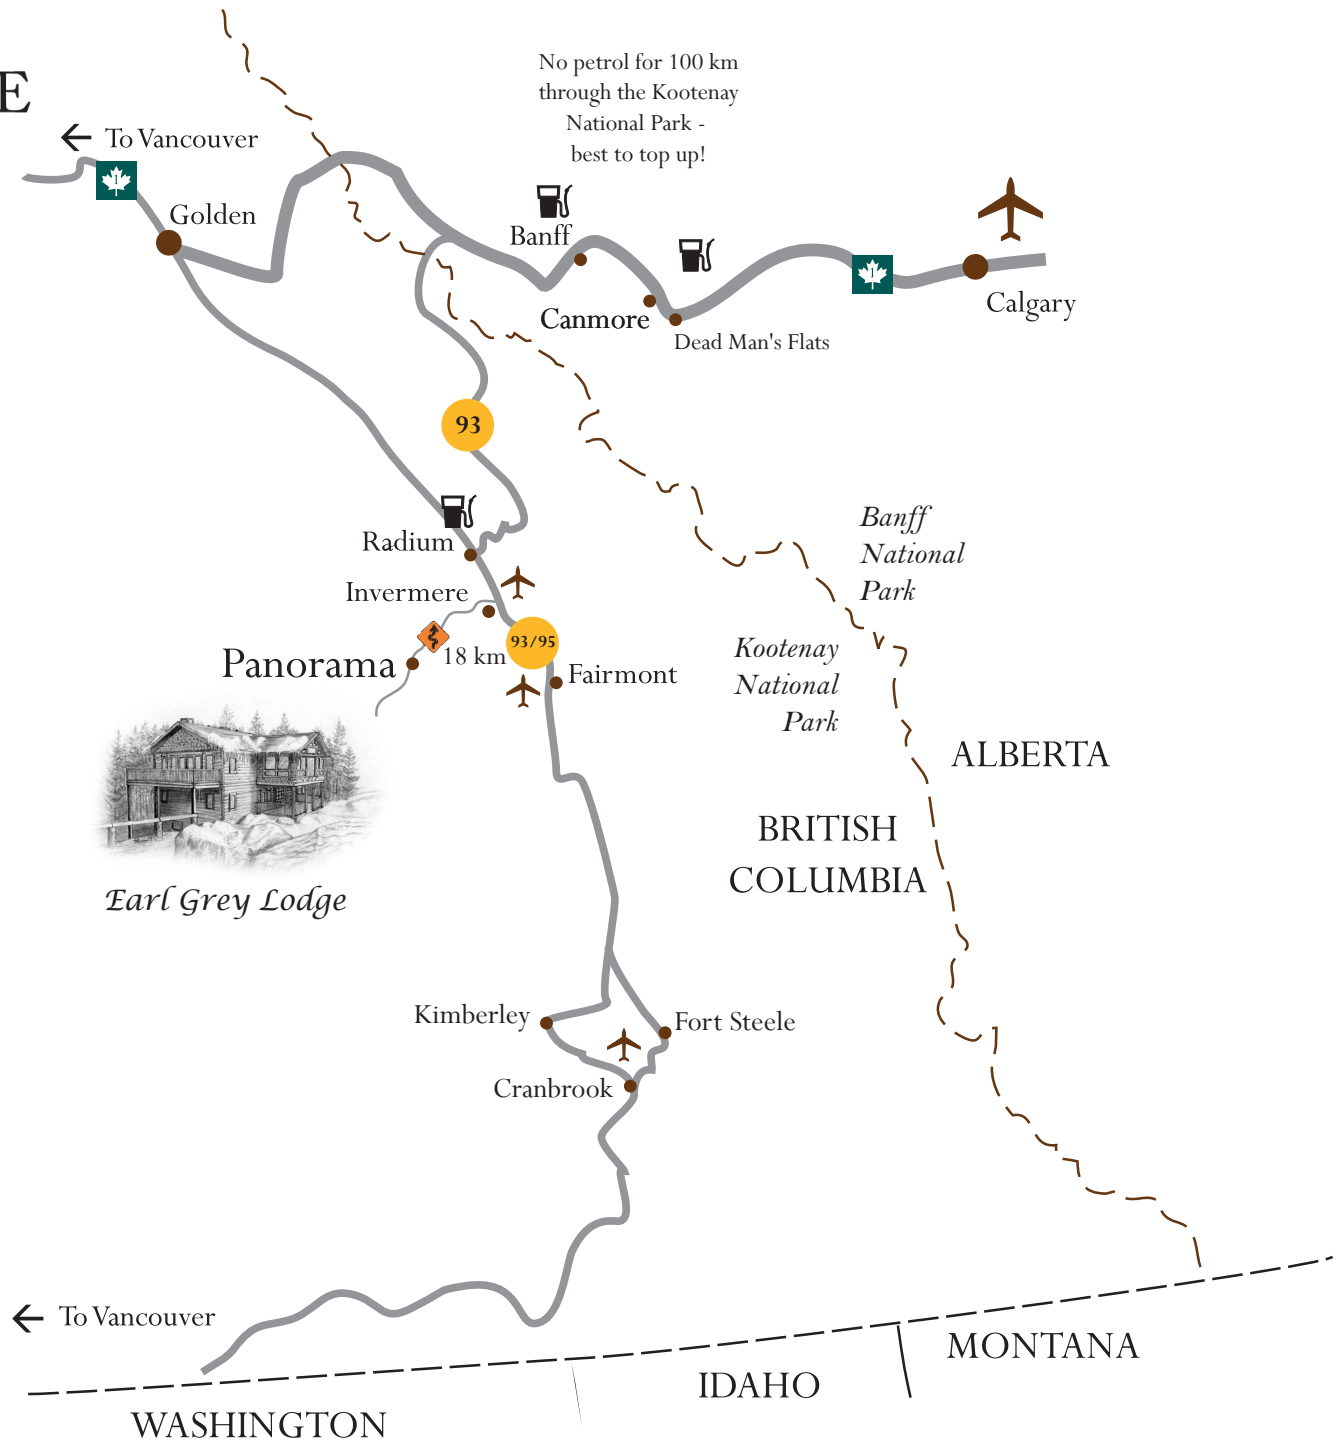 E
No petrol for 100 km
through the Kootenay
National Park -
best to top up!
To Vancouver
1
Golden
Banff
Canmore
Dead Man's Flats
1
Calgary
93
Radium
Invermere
Panorama
18 km
93/95
Fairmont
Banff
National
Park
Kootenay
National
Park
ALBERTA
BRITISH
COLUMBIA
Earl Grey Lodge
Kimberley
Fort Steele
Cranbrook
To Vancouver
MONTANA
IDAHO
WASHINGTON